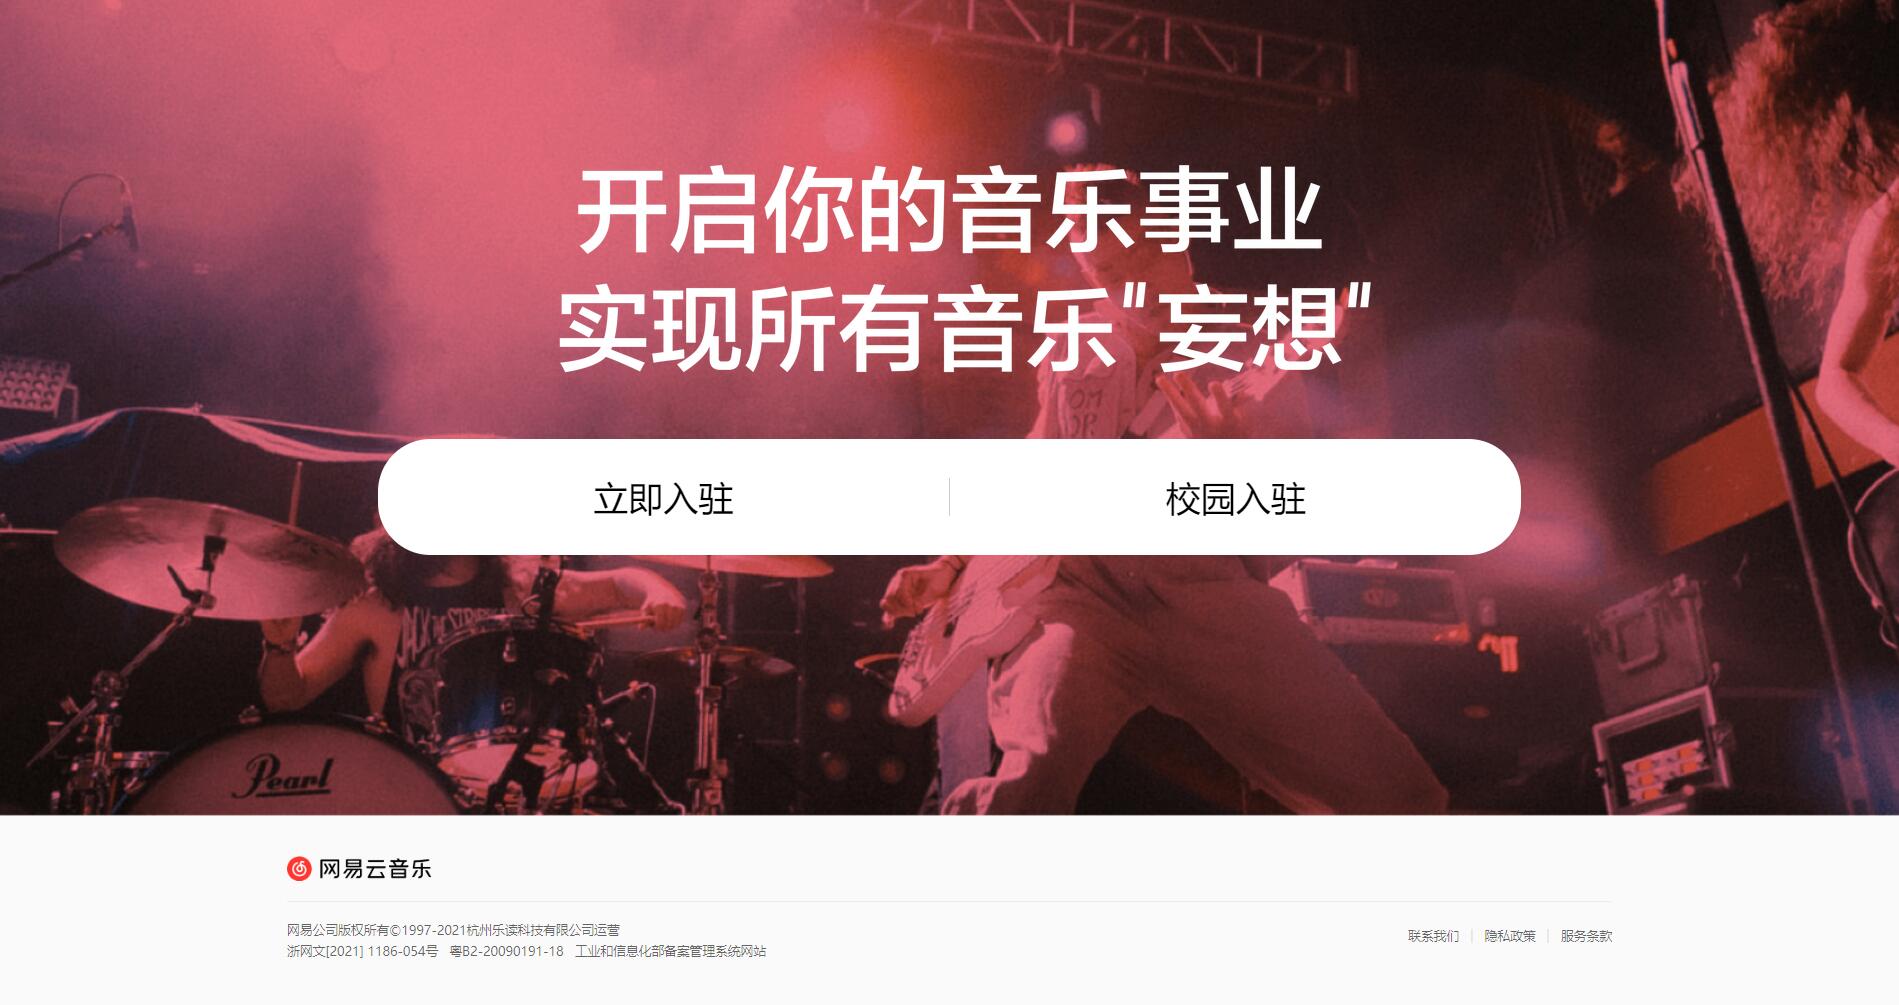 开启你的音乐事业
实现所有音乐"妄想"
立即入驻
校园入驻
Pearl
网易云音乐
网易公司版权所有©1997-2021杭州乐读科技有限公司运营
浙网文[2021] 1186-054号 粤B2-20090191-18 工业和信息化部备案管理系统网站
联系我们 | 隐私政策 | 服务条款